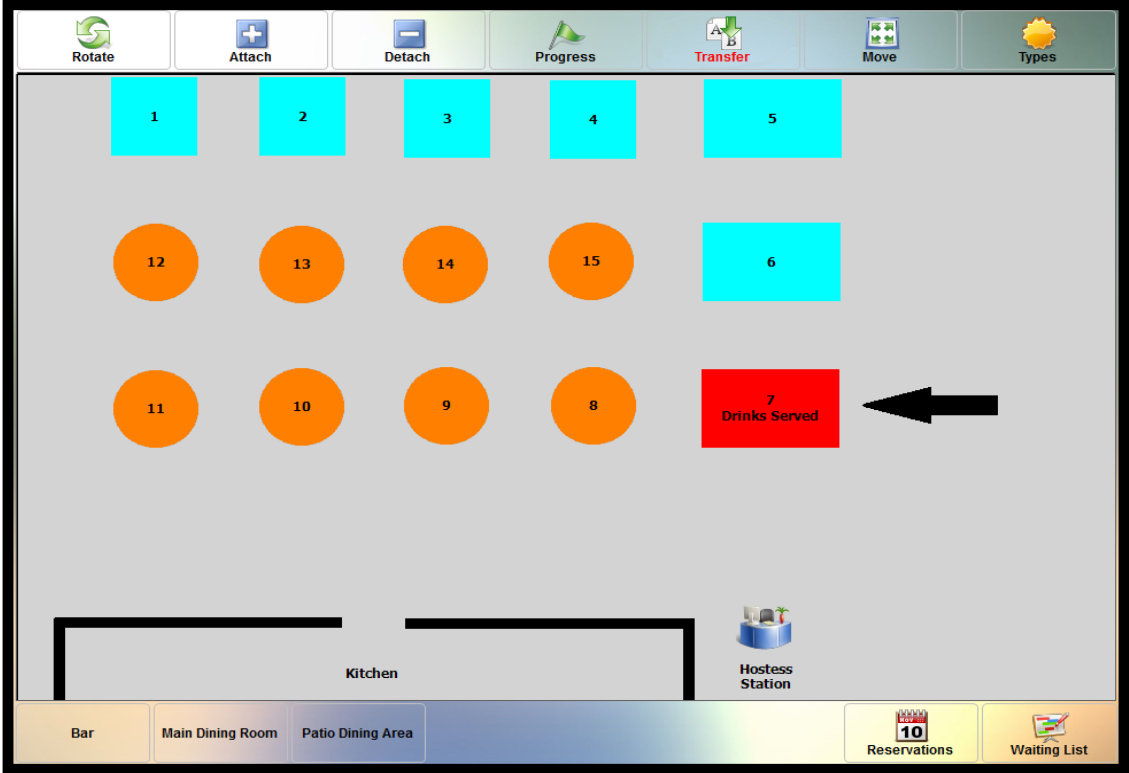 Rotate
Attach
Detach
Progress
A
B
Transfer
Move
Types
1
2
3
4
5
12
13
14
15
6
11
10
9
8
7
Drinks Served
Kitchen
Hostess
Station
Bar
Main Dining Room
Patio Dining Area
NOV
10
Reservations
Waiting List